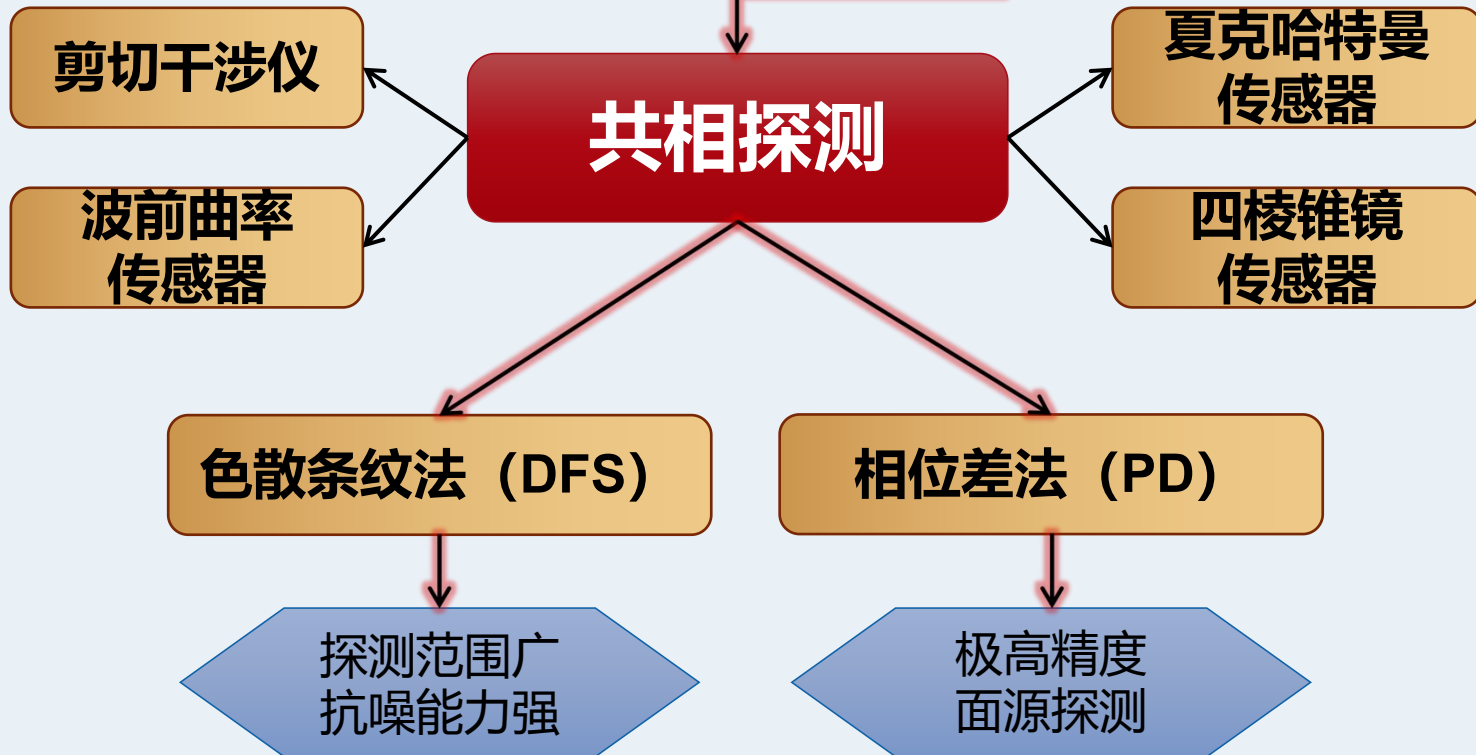 剪切干涉仪
共相探测
夏克哈特曼
传感器
波前曲率
传感器
四棱锥镜
传感器
色散条纹法（DFS）
相位差法（PD）
探测范围广
抗噪能力强
极高精度
面源探测